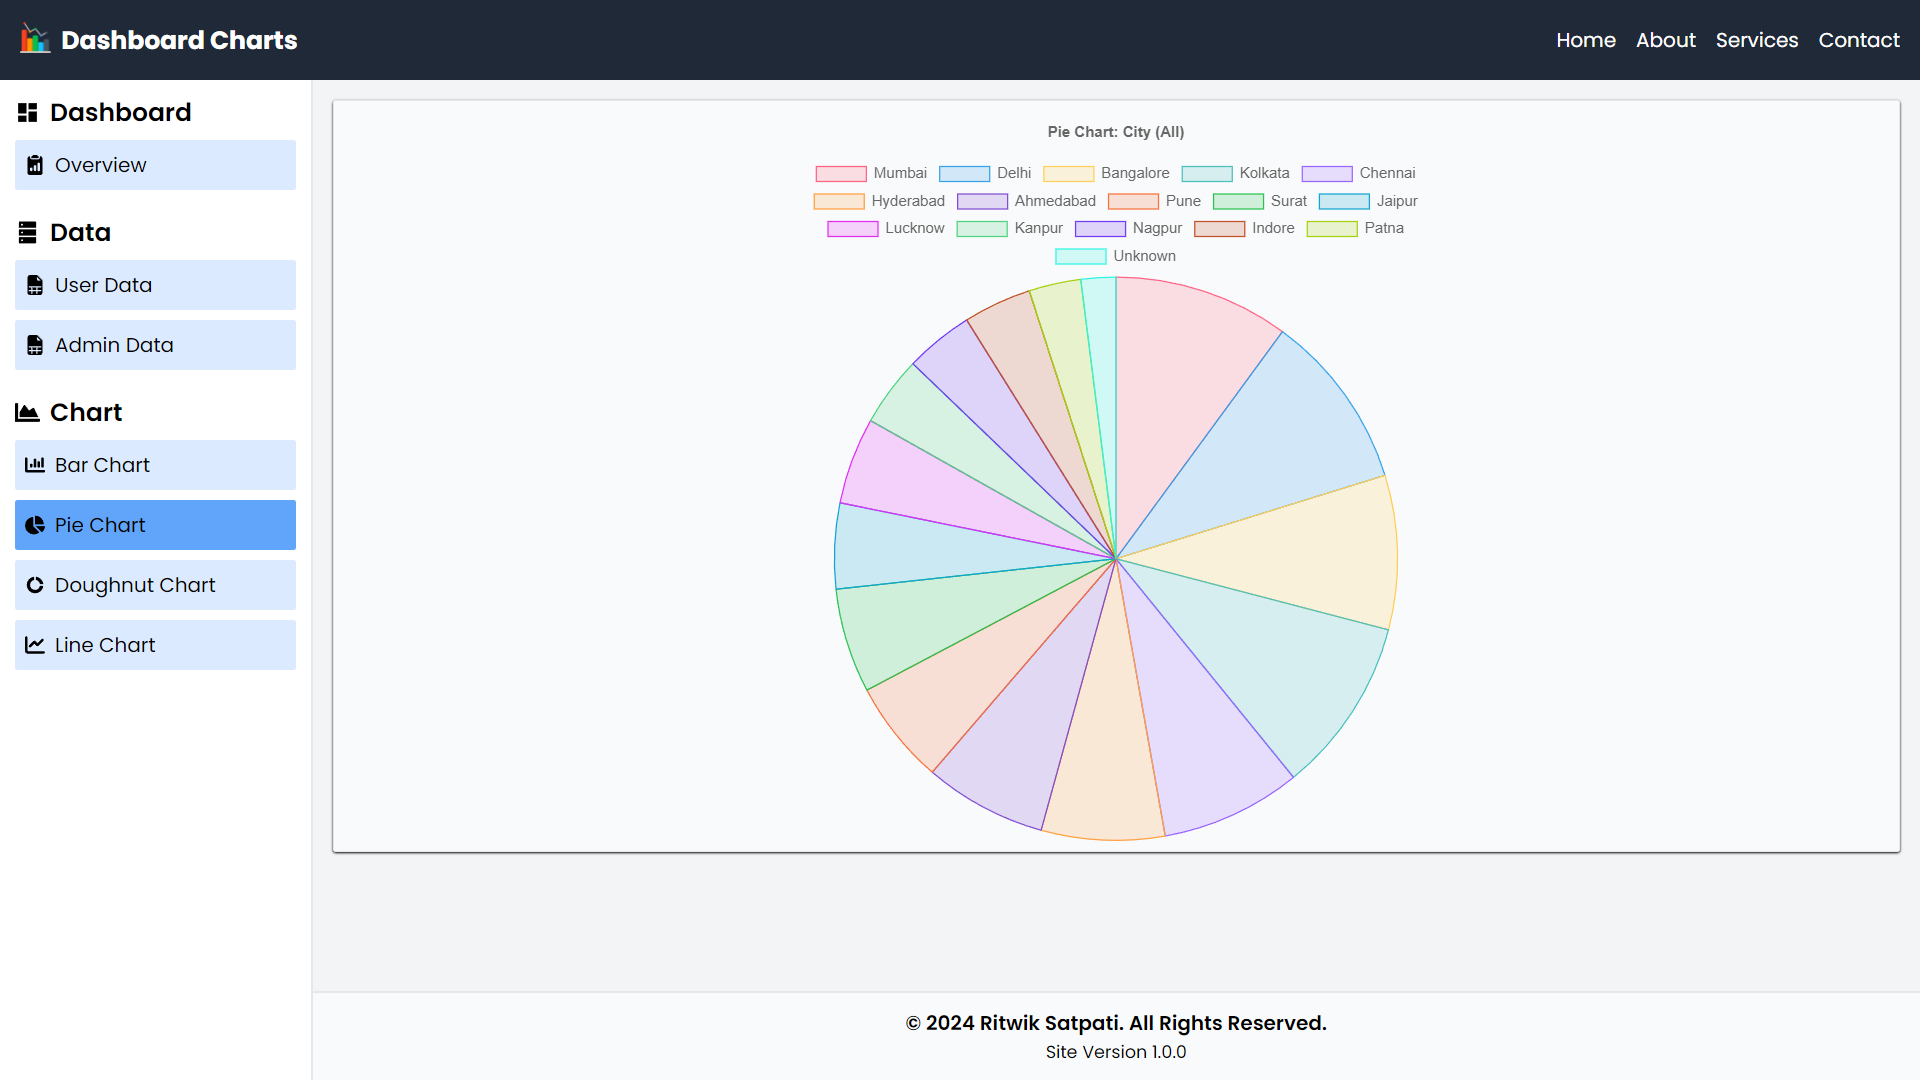 Dashboard Charts
Home About Services Contact
Dashboard
Overview
Data
User Data
Admin Data
Chart
Bar Chart
Pie Chart
Doughnut Chart
Line Chart
Pie Chart: City (All)
Mumbai Delhi Bangalore Kolkata Chennai
Hyderabad Ahmedabad Pune Surat Jaipur
Lucknow Kanpur Nagpur Indore Patna
Unknown
© 2024 Ritwik Satpati. All Rights Reserved.
Site Version 1.0.0